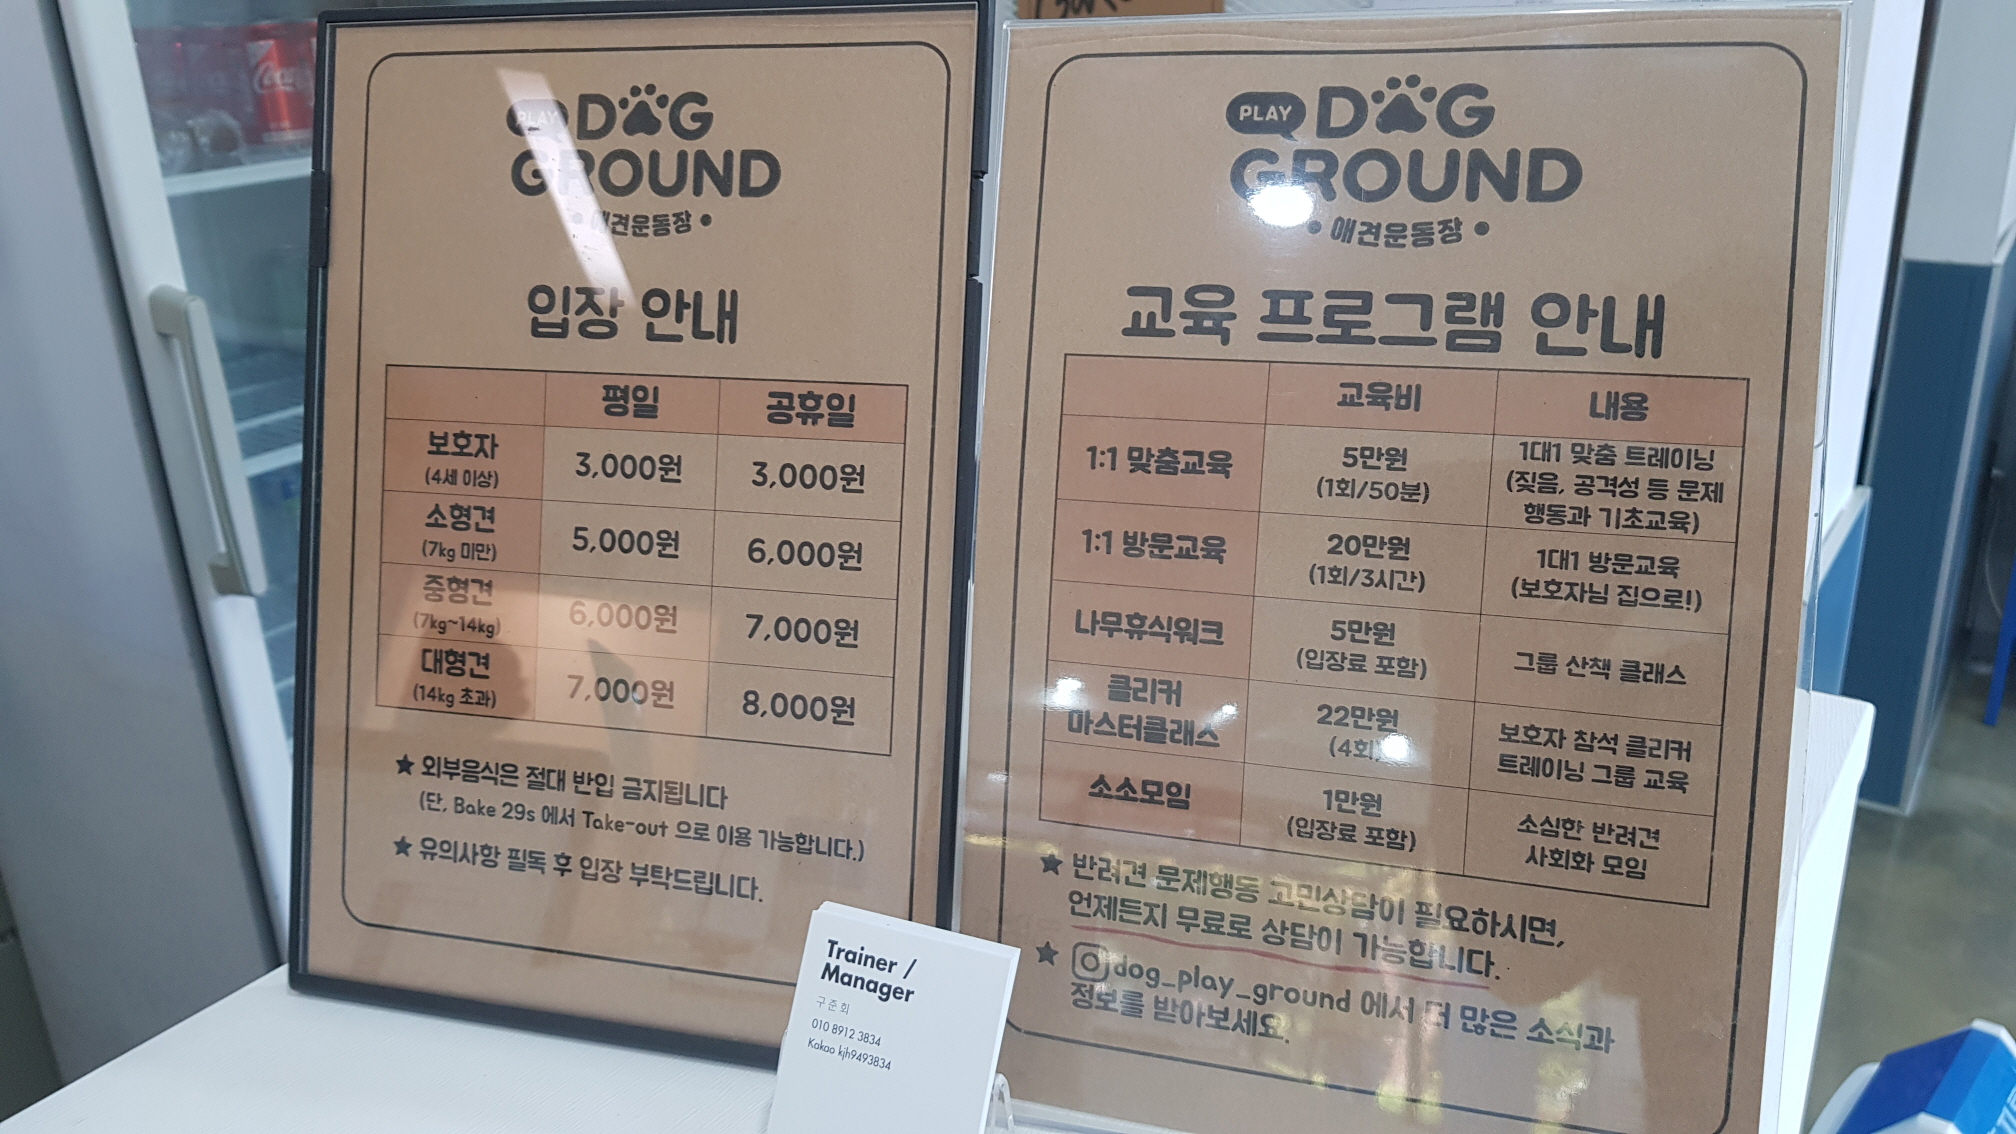 Coca
PLAY DOG
GROUND
• 애견운동장 •
입장 안내
평일 공휴일
보호자
(4세 이상) 3,000원 3,000원
소형견
(7kg 미만) 5,000원 6,000원
중형견
(7kg~14kg) 6,000원 7,000원
대형견
(14kg 초과) 7,000원 8,000원
★ 외부음식은 절대 반입 금지됩니다
(단, Bake 29s 에서 Take-out 으로 이용 가능합니다.)
★ 유의사항 필독 후 입장 부탁드립니다.
PLAY DOG
GROUND
• 애견운동장 •
교육 프로그램 안내
교육비 내용
1:1 맞춤교육
5만원
(1회/50분)
1대1 맞춤 트레이닝
(짖음, 공격성 등 문제
행동과 기초교육)
1:1 방문교육
20만원
(1회/3시간)
1대1 방문교육
(보호자님 집으로!)
나무휴식워크
5만원
(입장료 포함)
그룹 산책 클래스
클리커
마스터클래스
22만원
(4회)
보호자 참석 클리커
트레이닝 그룹 교육
소소모임
1만원
(입장료 포함)
소심한 반려견
사회화 모임
★ 반려견 문제행동 고민상담이 필요하시면,
언제든지 무료로 상담이 가능합니다.
★ dog_play_ground 에서 더 많은 소식과
정보를 받아보세요.
Trainer /
Manager
구준회
010 8912 3834
Kakao kjh9493834